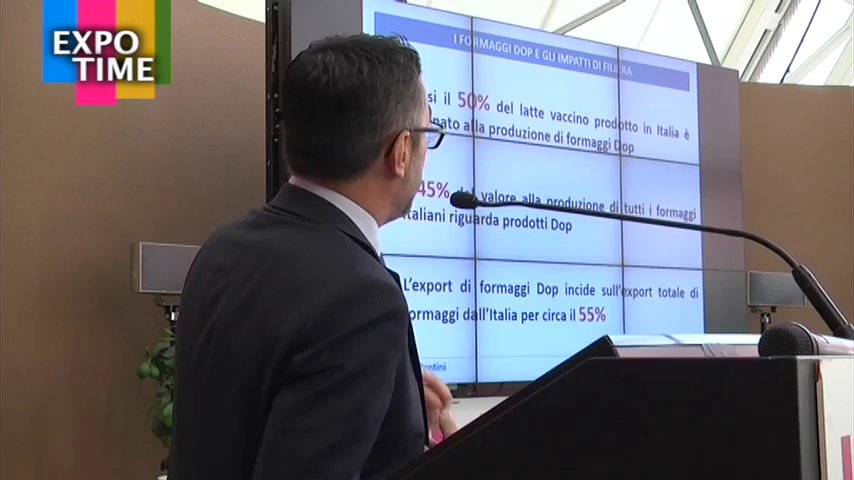 EXPO
TIME
I FORMAGGI DOP E GLI IMPATTI DI FILIERA
si il 50% del latte vaccino prodotto in Italia è
nato alla produzione di formaggi Dop
45% del valore alla produzione di tutti i formaggi
italiani riguarda prodotti Dop
L'export di formaggi Dop incide sull'export totale di
formaggi dall'Italia per circa il 55%